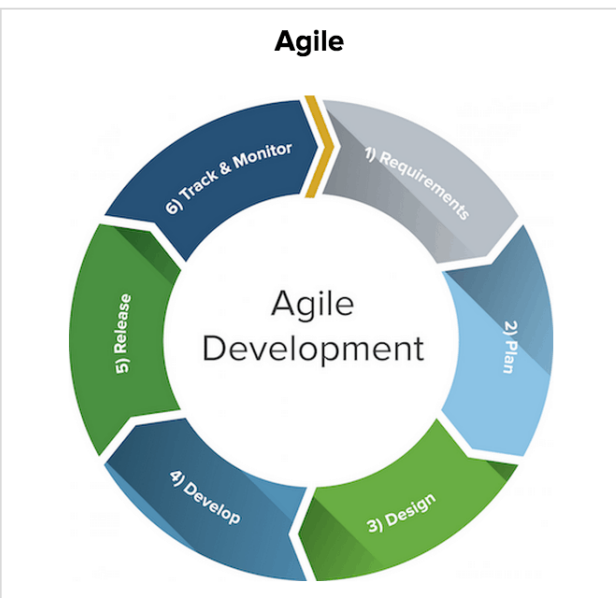 Agile
1) Requirements
2) Plan
3) Design
4) Develop
5) Release
6) Track & Monitor
Agile
Development